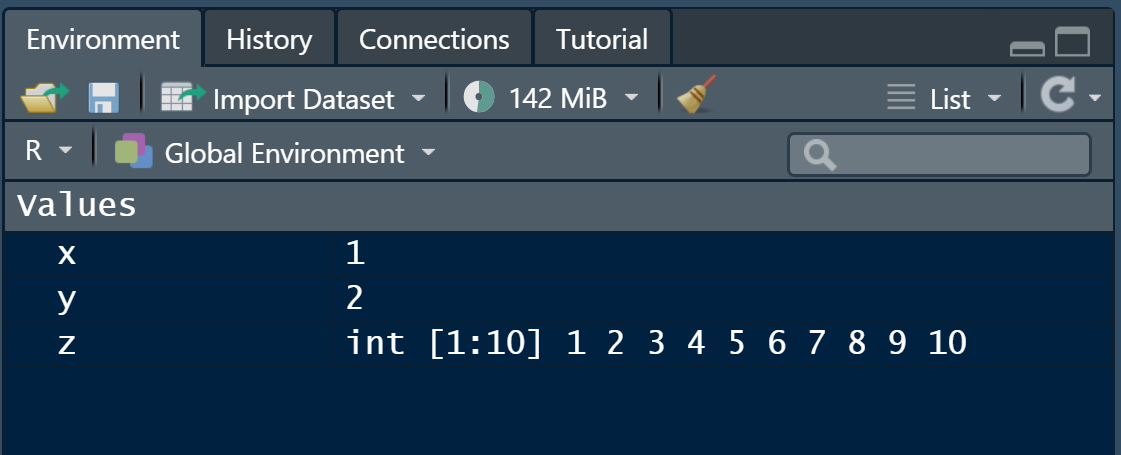 Environment History Connections Tutorial
Import Dataset 142 MiB List
R Global Environment
Values
x 1
y 2
z int [1:10] 1 2 3 4 5 6 7 8 9 10